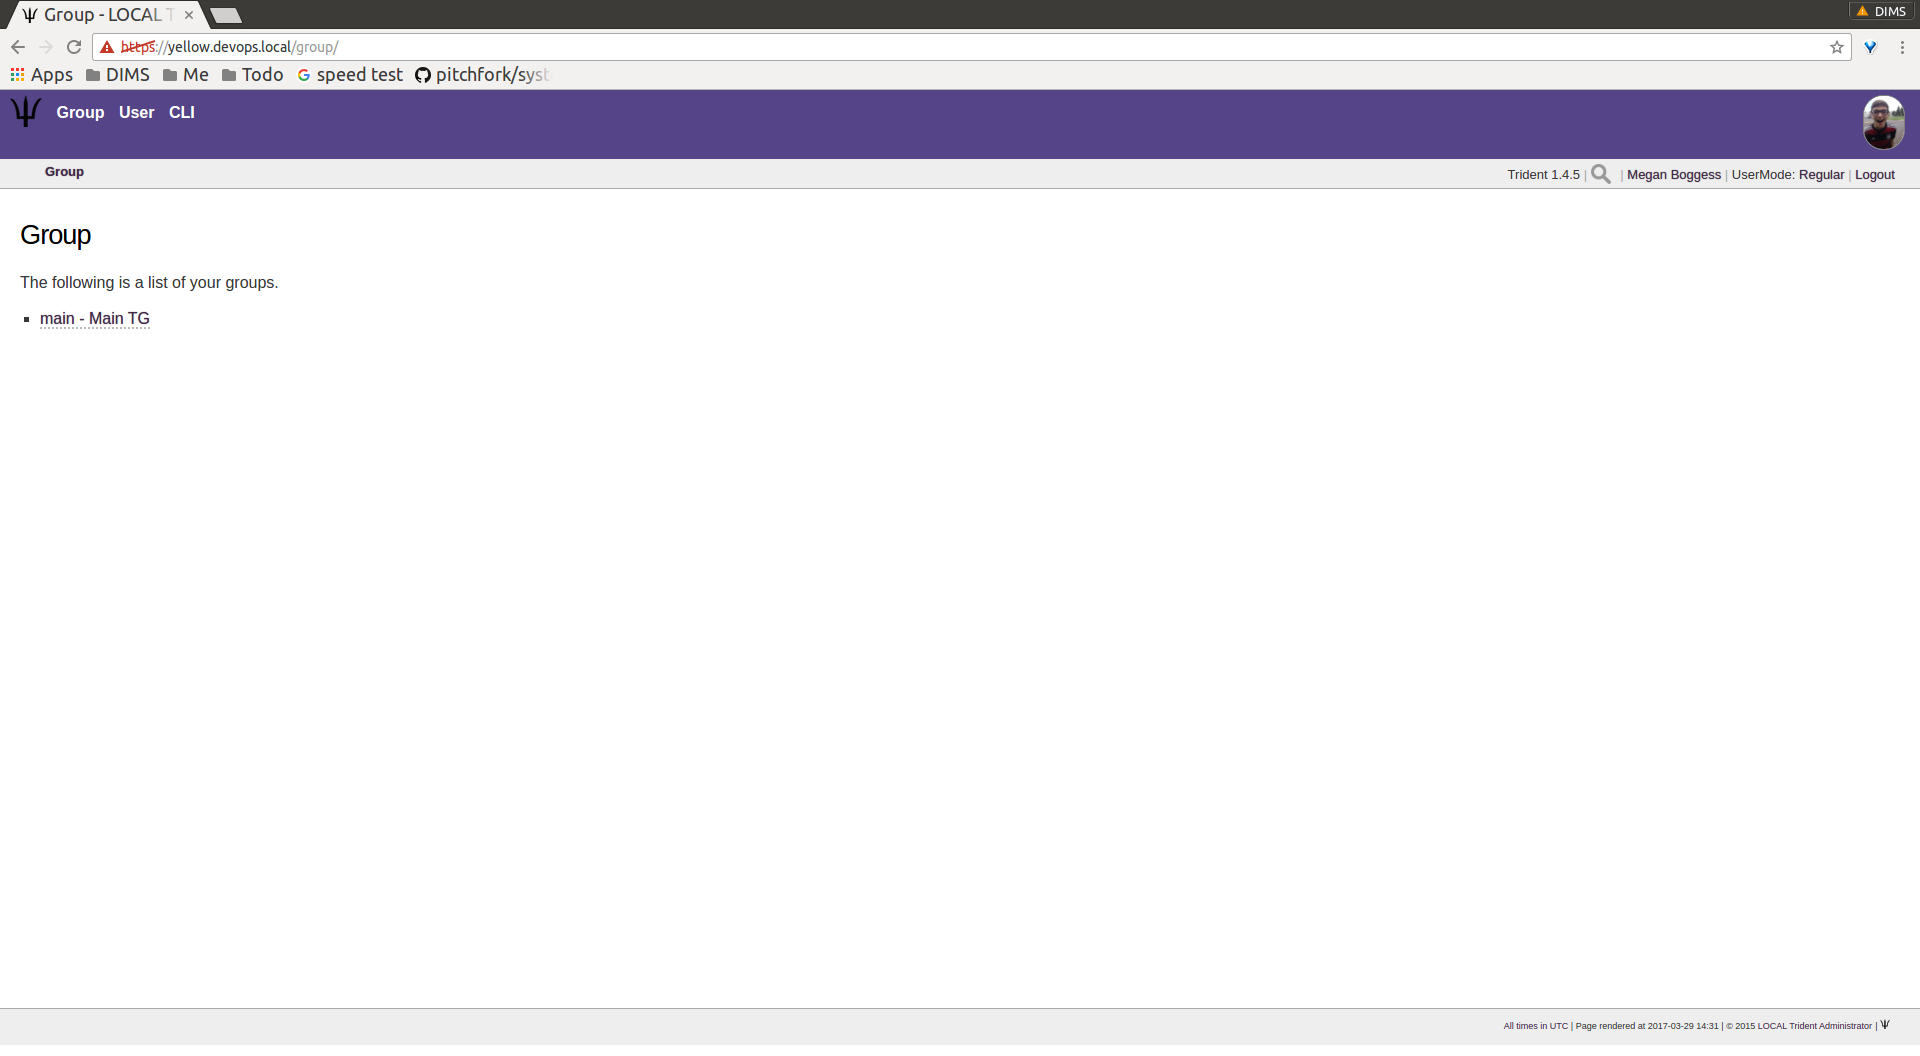 Group - LOCAL T
DIMS
https://yellow.devops.local/group/
Apps DIMS Me Todo speed test pitchfork/syst
Group User CLI
Group
Trident 1.4.5 | | Megan Boggess | UserMode: Regular | Logout
Group
The following is a list of your groups.
main - Main TG
All times in UTC | Page rendered at 2017-03-29 14:31 | © 2015 LOCAL Trident Administrator |